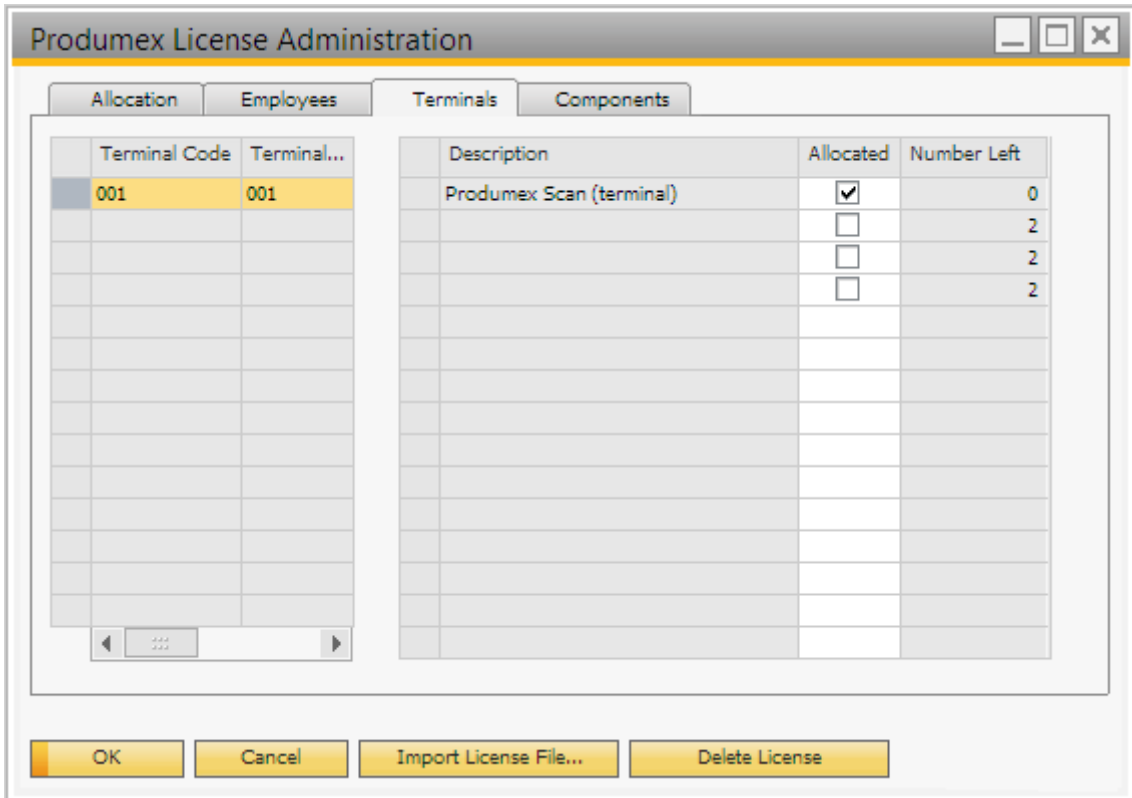 Produmex License Administration
Allocation Employees Terminals Components
Terminal Code Terminal... Description Allocated Number Left
001 001 Produmex Scan (terminal) 0
2
2
2
OK Cancel Import License File... Delete License